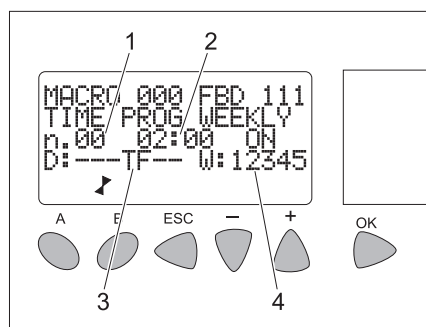 1 2
MACRO 000 FBD 111
TIME PROG WEEKLY
n.00 02:00 ON
D:---TF-- W:12345
A B ESC – + OK
3 4